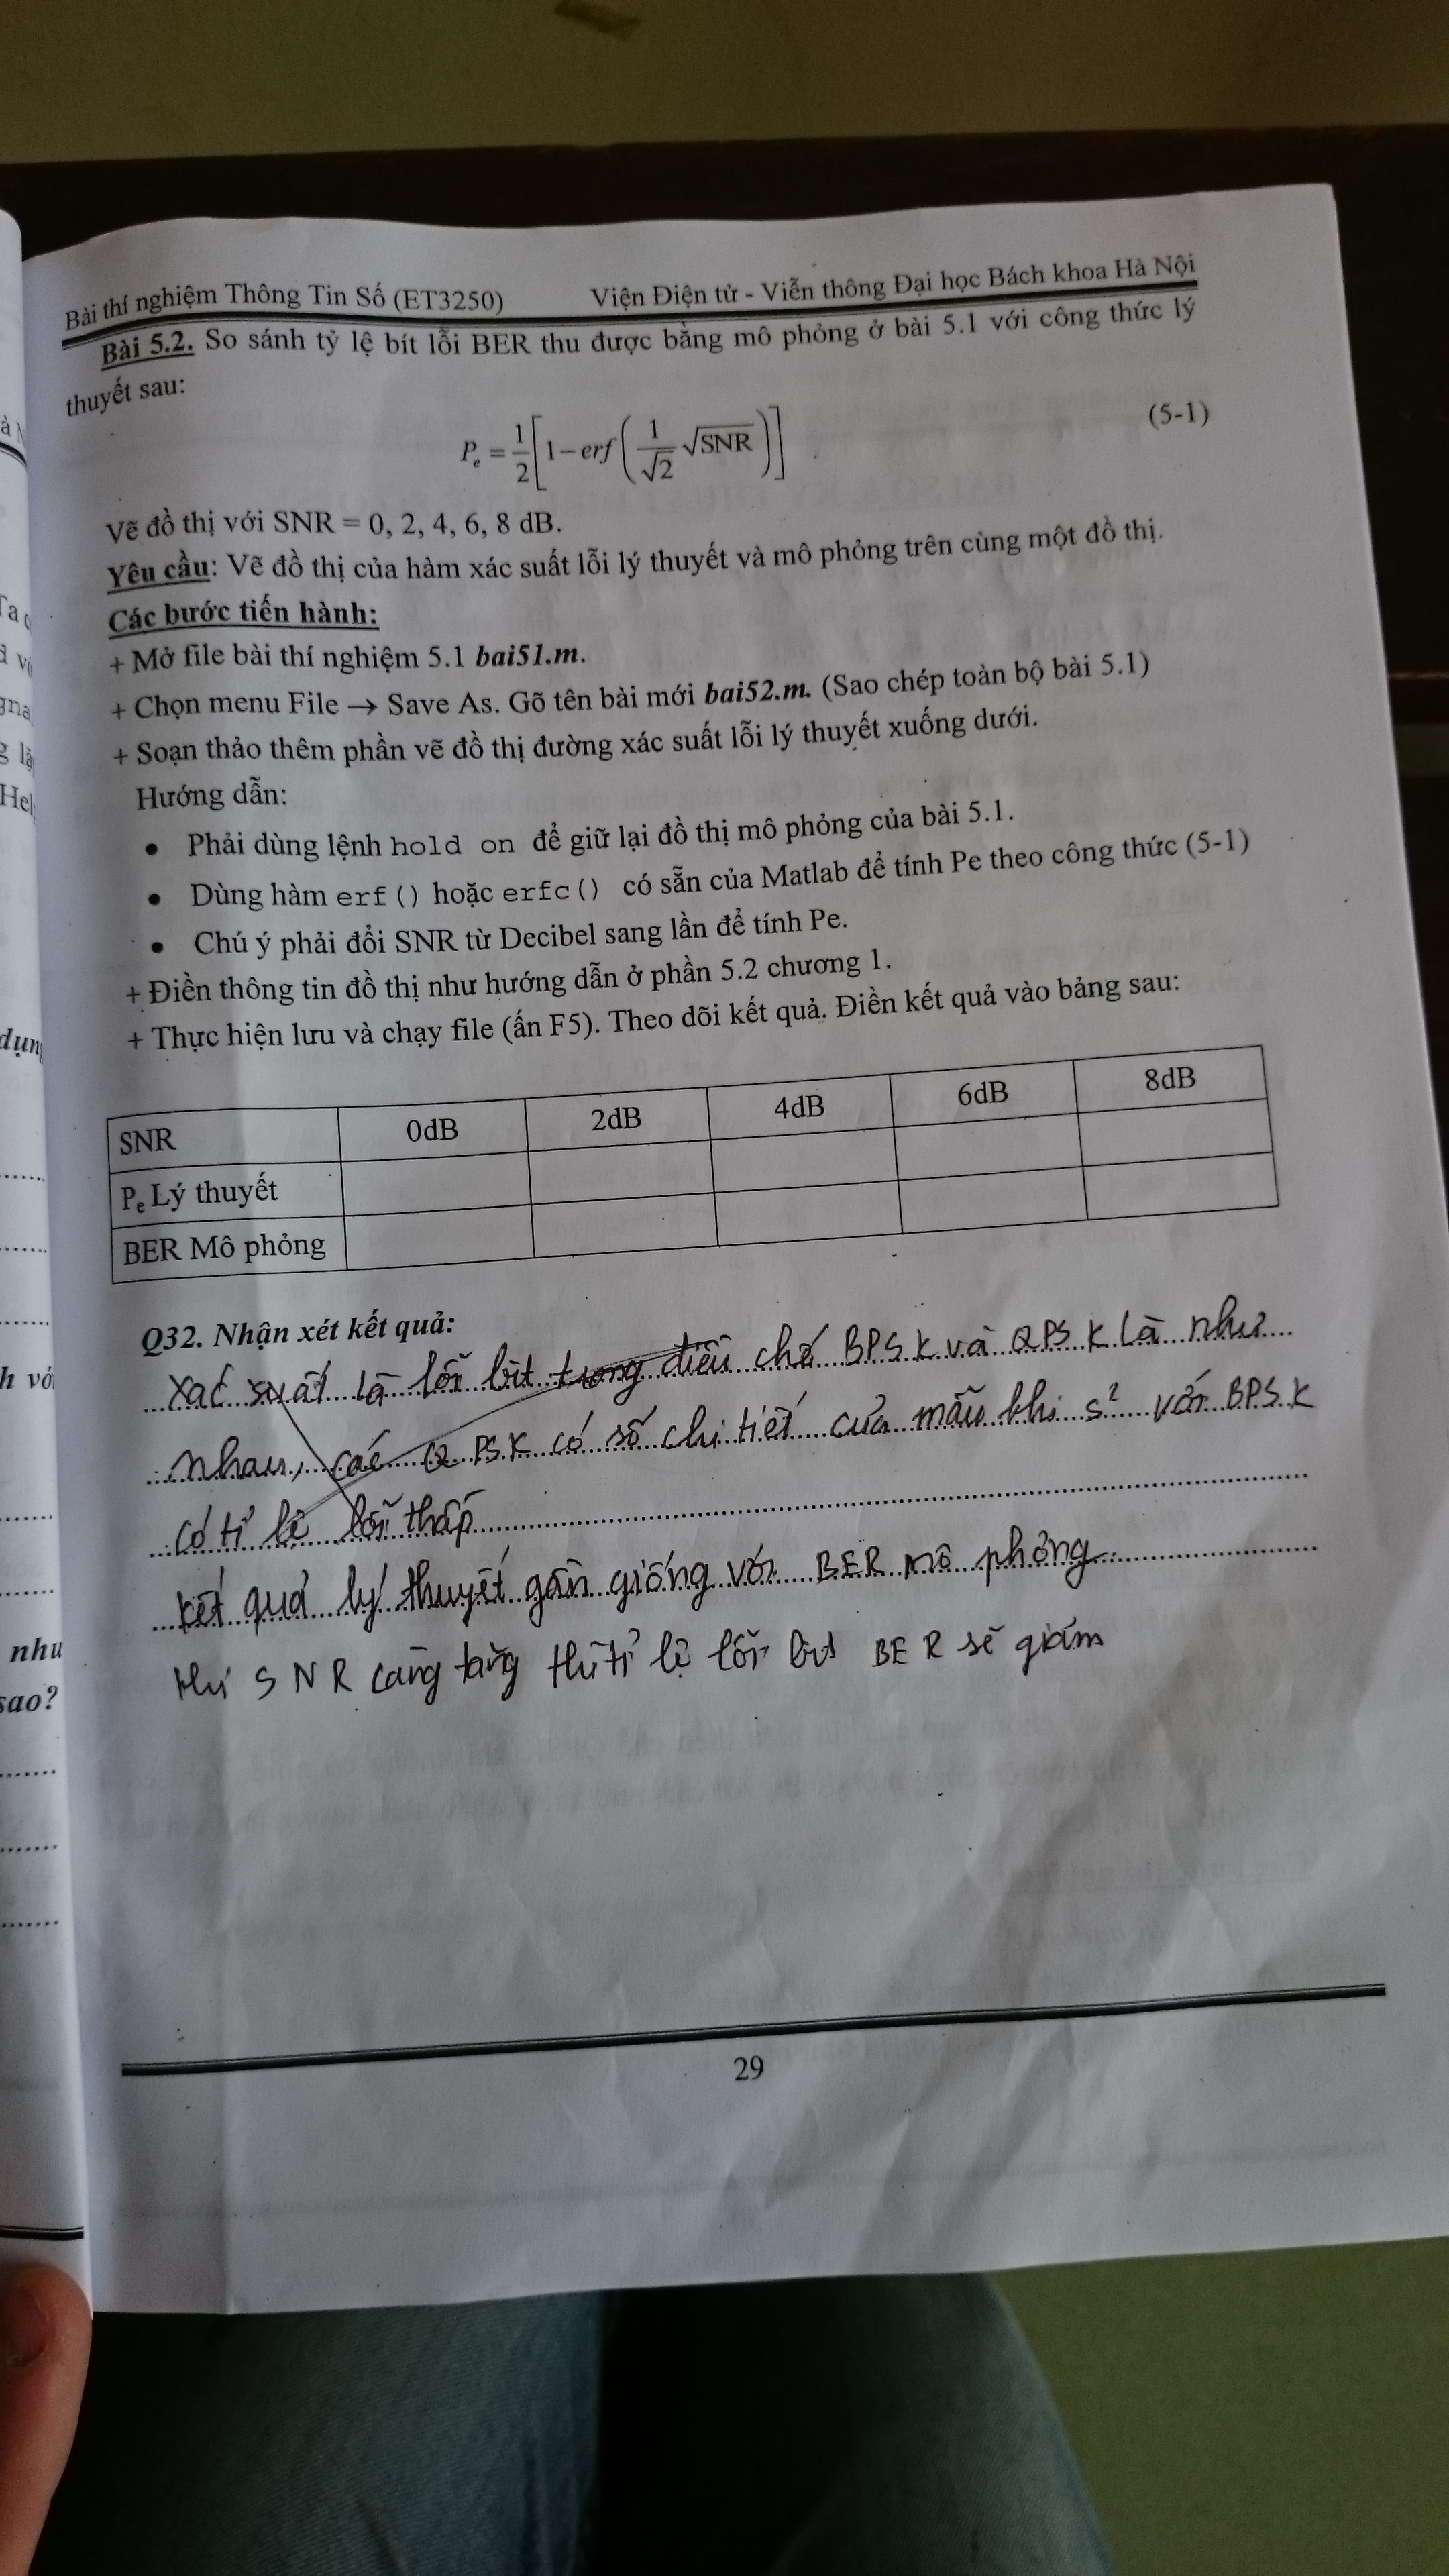 Bài thí nghiệm Thông Tin Số (ET3250) Viện Điện tử - Viễn thông Đại học Bách khoa Hà Nội
Bài 5.2. So sánh tỷ lệ bít lỗi BER thu được bằng mô phỏng ở bài 5.1 với công thức lý
thuyết sau:
P_e = 1/2 [1 − erf (1/√2 √SNR)] (5-1)
Vẽ đồ thị với SNR = 0, 2, 4, 6, 8 dB.
Yêu cầu: Vẽ đồ thị của hàm xác suất lỗi lý thuyết và mô phỏng trên cùng một đồ thị.
Các bước tiến hành:
+ Mở file bài thí nghiệm 5.1 bai51.m.
+ Chọn menu File → Save As. Gõ tên bài mới bai52.m. (Sao chép toàn bộ bài 5.1)
+ Soạn thảo thêm phần vẽ đồ thị đường xác suất lỗi lý thuyết xuống dưới.
Hướng dẫn:
• Phải dùng lệnh hold on để giữ lại đồ thị mô phỏng của bài 5.1.
• Dùng hàm erf() hoặc erfc() có sẵn của Matlab để tính Pe theo công thức (5-1)
• Chú ý phải đổi SNR từ Decibel sang lần để tính Pe.
+ Điền thông tin đồ thị như hướng dẫn ở phần 5.2 chương 1.
+ Thực hiện lưu và chạy file (ấn F5). Theo dõi kết quả. Điền kết quả vào bảng sau:
SNR 0dB 2dB 4dB 6dB 8dB
Pe Lý thuyết
BER Mô phỏng
Q32. Nhận xét kết quả:
xác suất là lỗi bit trong điều chế BPSK và QPSK là như
nhau, các QPSK có số chi tiết của mẫu khi s² với BPSK
có tỉ lệ lỗi thấp
kết quả lý thuyết gần giống với BER mô phỏng
khi SNR càng tăng thì tỉ lệ lỗi bit BER sẽ giảm
29
dụn
nhu
sao?